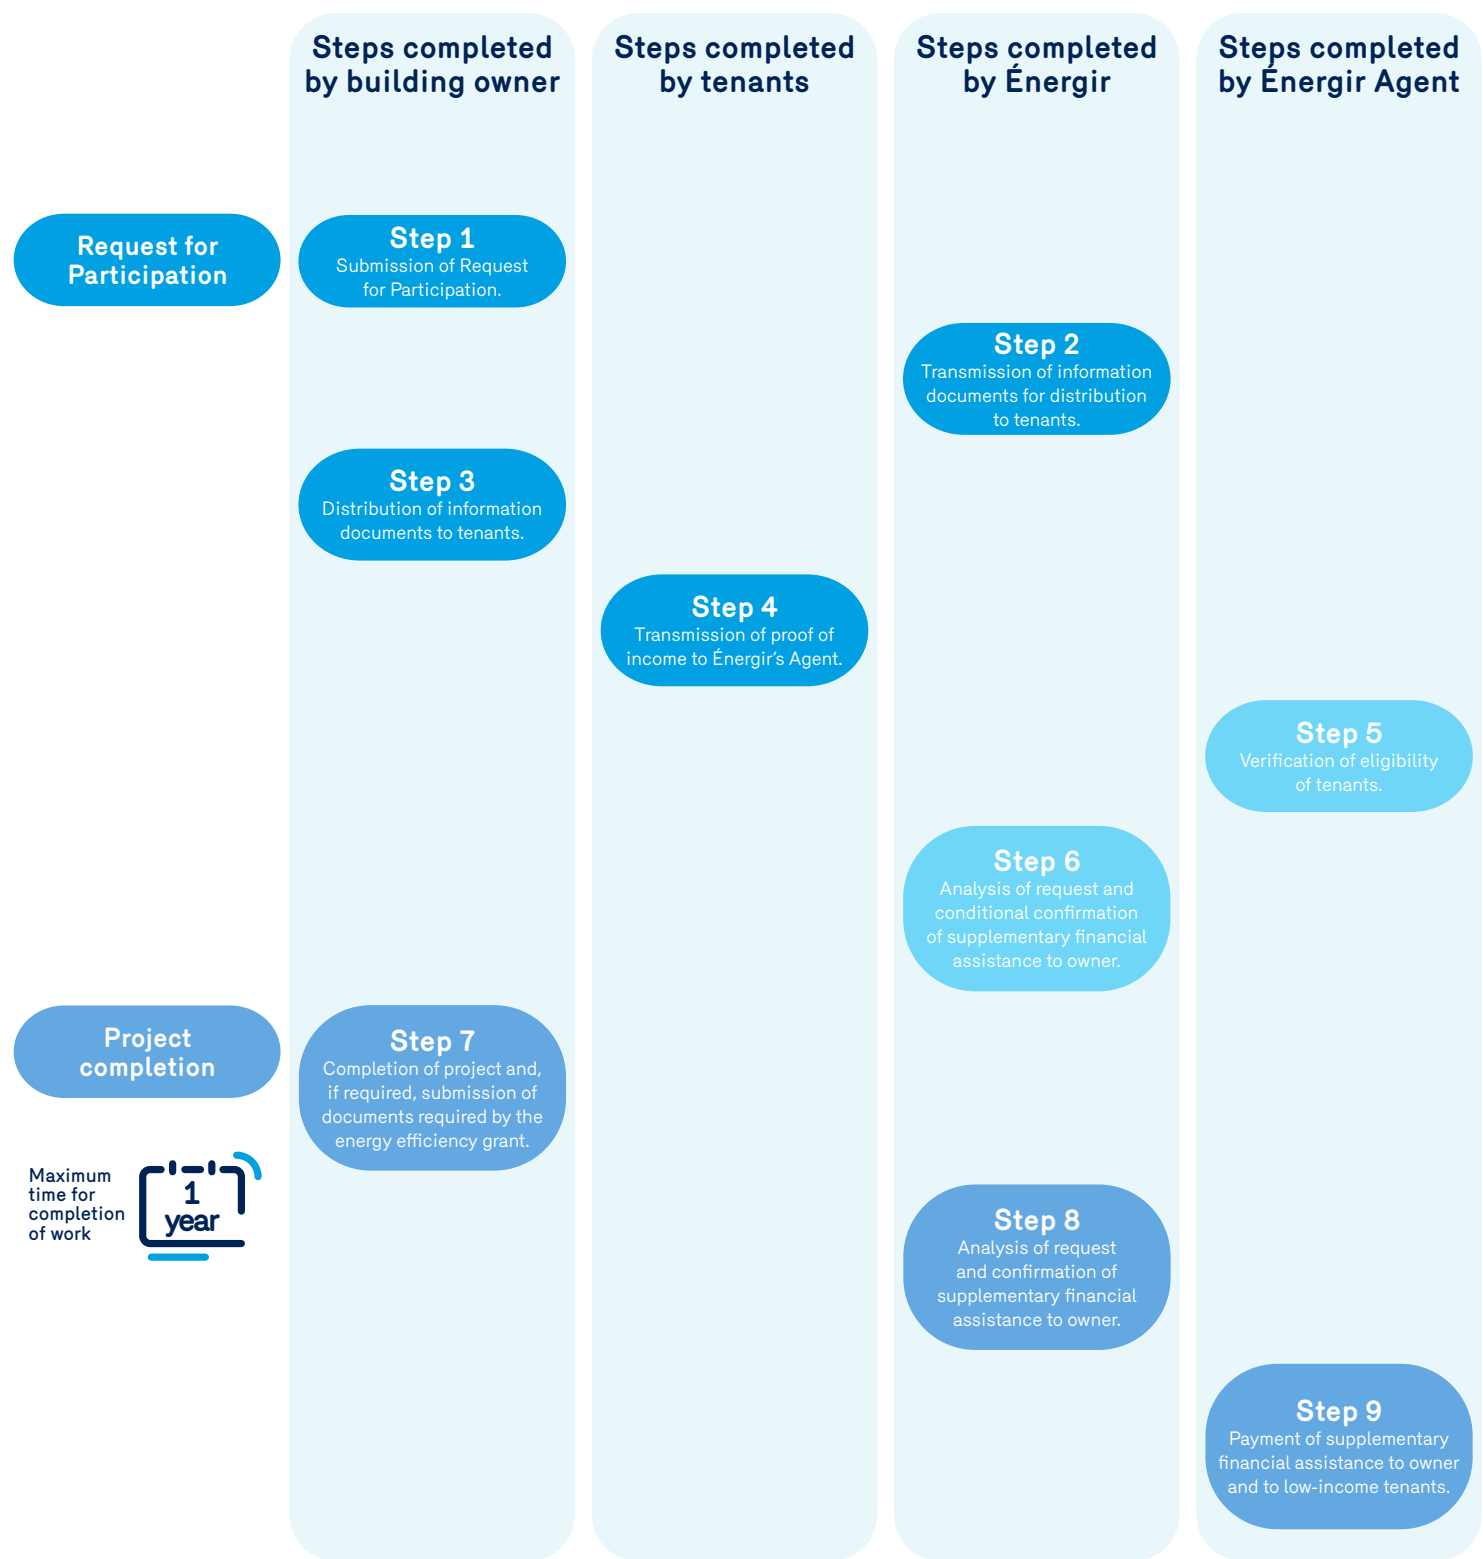 Steps completed
by building owner
Steps completed
by tenants
Steps completed
by Énergir
Steps completed
by Énergir Agent
Request for
Participation
Step 1
Submission of Request
for Participation.
Step 2
Transmission of information
documents for distribution
to tenants.
Step 3
Distribution of information
documents to tenants.
Step 4
Transmission of proof of
income to Énergir’s Agent.
Step 5
Verification of eligibility
of tenants.
Step 6
Analysis of request and
conditional confirmation
of supplementary financial
assistance to owner.
Project
completion
Step 7
Completion of project and,
if required, submission of
documents required by the
energy efficiency grant.
Maximum
time for
completion
of work
1
year
Step 8
Analysis of request
and confirmation of
supplementary financial
assistance to owner.
Step 9
Payment of supplementary
financial assistance to owner
and to low-income tenants.